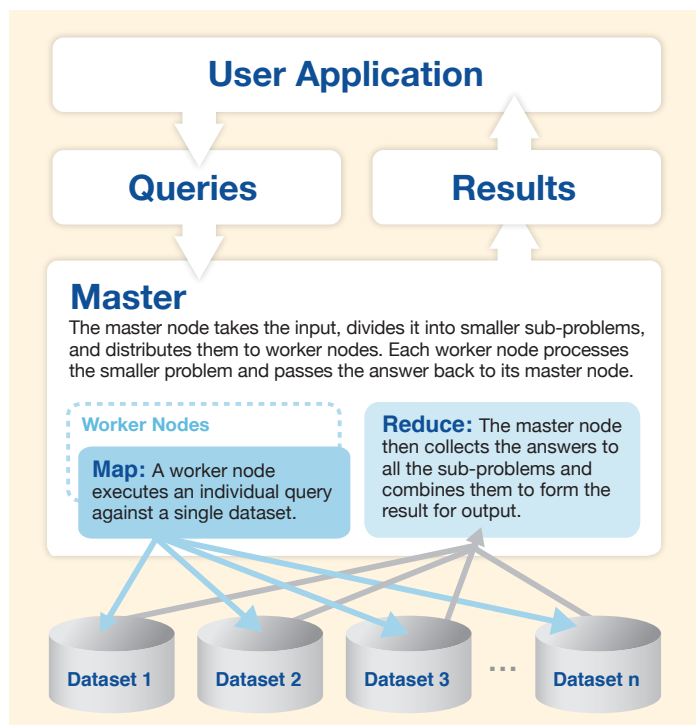 User Application
Queries
Results
Master
The master node takes the input, divides it into smaller sub-problems,
and distributes them to worker nodes. Each worker node processes
the smaller problem and passes the answer back to its master node.
Worker Nodes
Map: A worker node
executes an individual query
against a single dataset.
Reduce: The master node
then collects the answers to
all the sub-problems and
combines them to form the
result for output.
Dataset 1
Dataset 2
Dataset 3
...
Dataset n